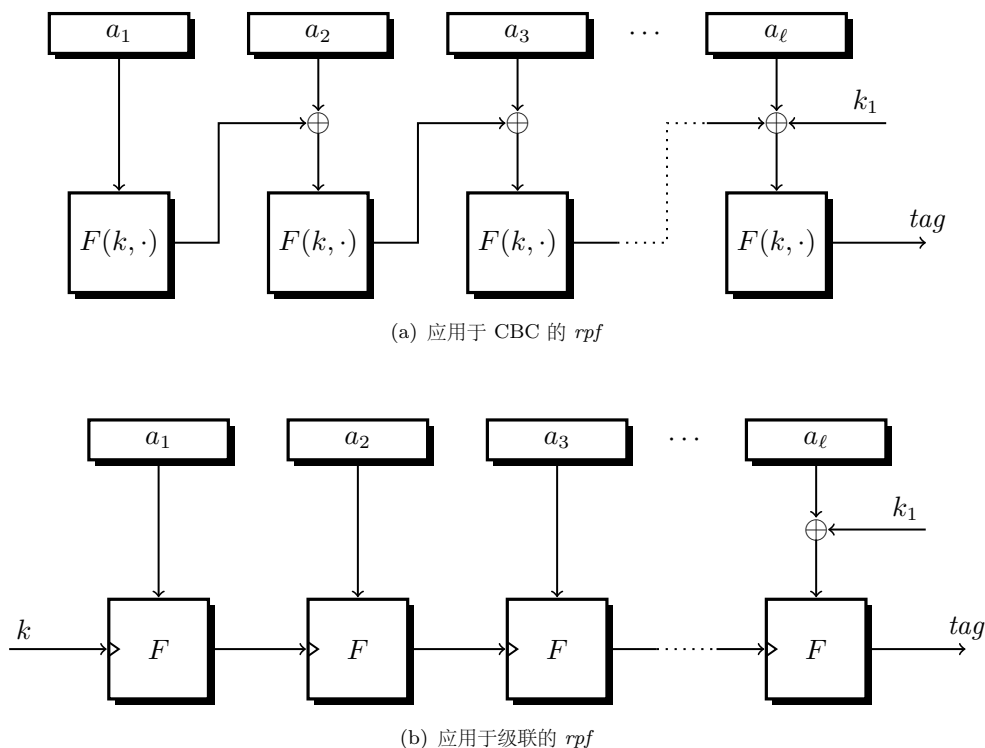 a₁ a₂ a₃ ··· a_ℓ
k₁
F(k, ·) F(k, ·) F(k, ·) F(k, ·) tag
(a) 应用于 CBC 的 rpf
a₁ a₂ a₃ ··· a_ℓ
k₁
k F F F F tag
(b) 应用于级联的 rpf